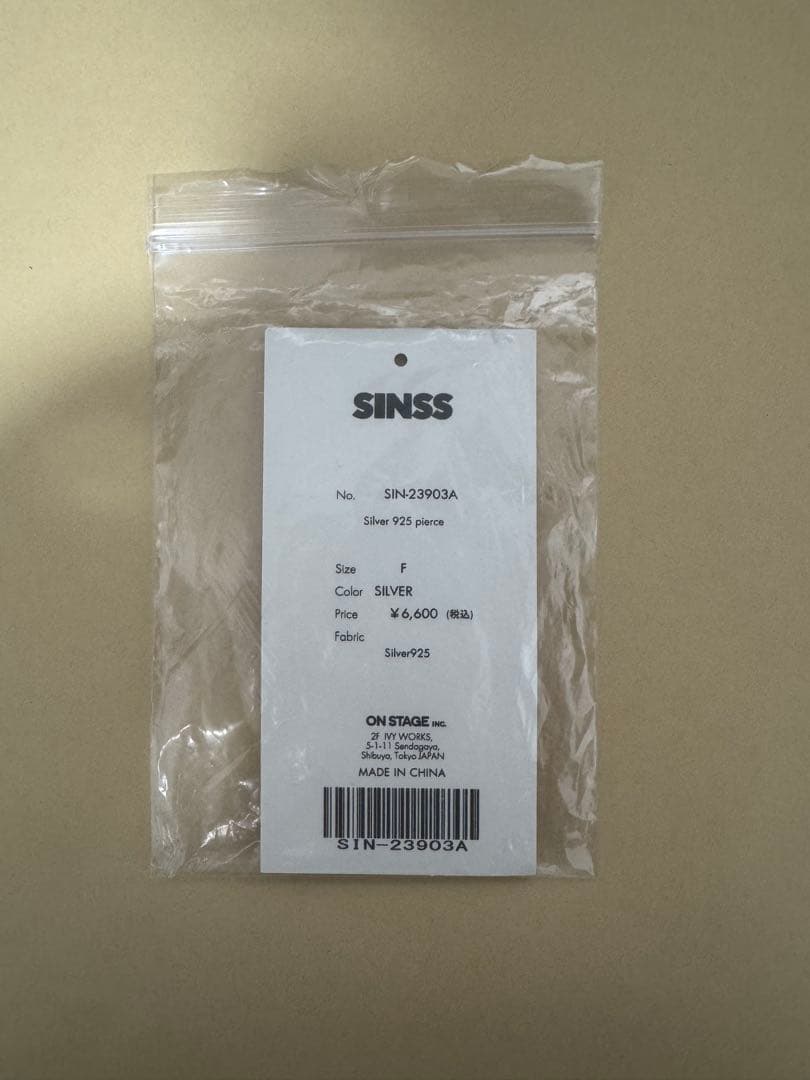 SINSS
No. SIN-23903A
Silver 925 pierce
Size F
Color SILVER
Price ¥6,600 (税込)
Fabric
Silver925
ON STAGE INC.
2F IVY WORKS,
5-1-11 Sendagaya,
Shibuya, Tokyo JAPAN
MADE IN CHINA
SIN-23903A